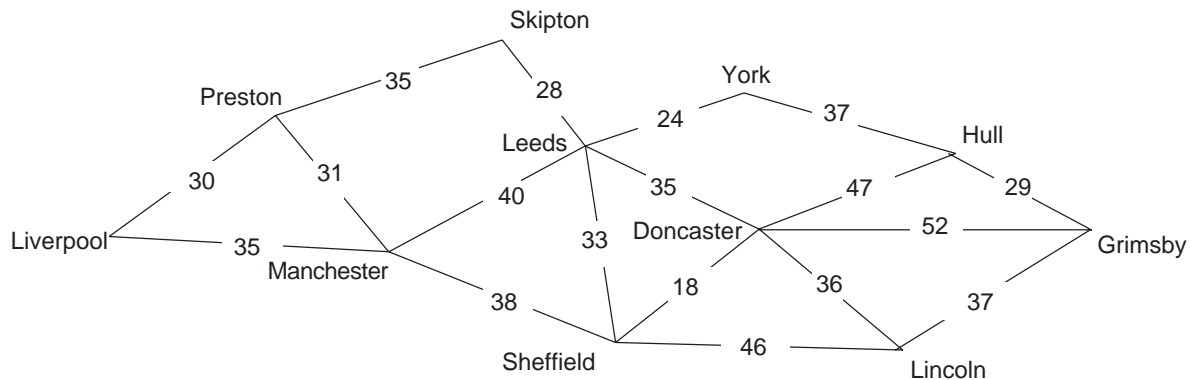 Skipton
York
35
Preston
28
37
24
Hull
Leeds
30
31
40
35
47
29
Liverpool
35
33
Doncaster
52
Grimsby
Manchester
38
18
36
37
46
Sheffield
Lincoln